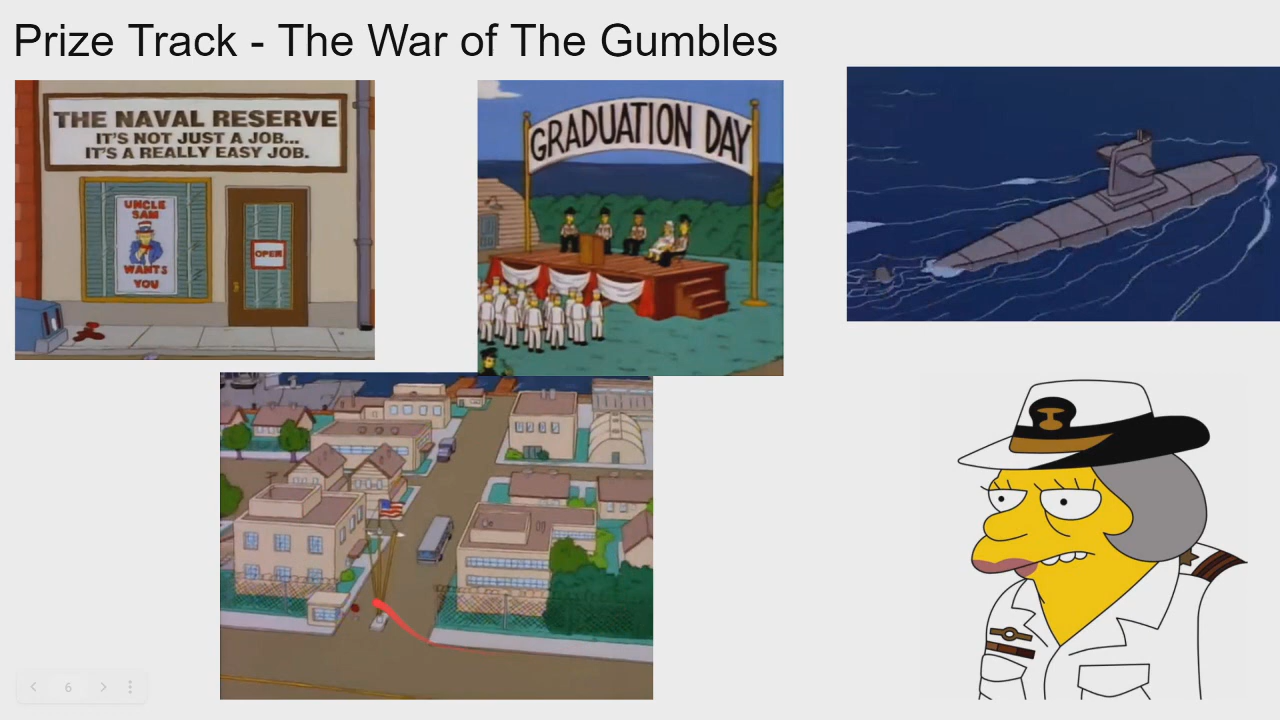 Prize Track - The War of The Gumbles
THE NAVAL RESERVE
IT'S NOT JUST A JOB...
IT'S A REALLY EASY JOB.
UNCLE
SAM
WANTS
YOU
OPEN
GRADUATION DAY
6